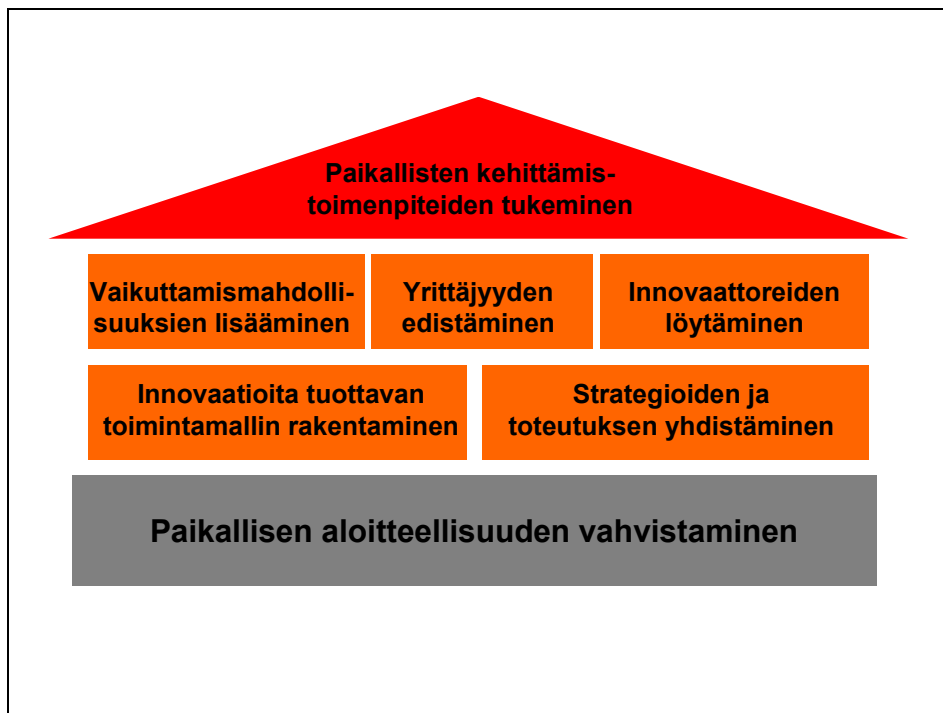 Paikallisten kehittämis-
toimenpiteiden tukeminen
Vaikuttamismahdolli-
suuksien lisääminen
Yrittäjyyden
edistäminen
Innovaattoreiden
löytäminen
Innovaatioita tuottavan
toimintamallin rakentaminen
Strategioiden ja
toteutuksen yhdistäminen
Paikallisen aloitteellisuuden vahvistaminen